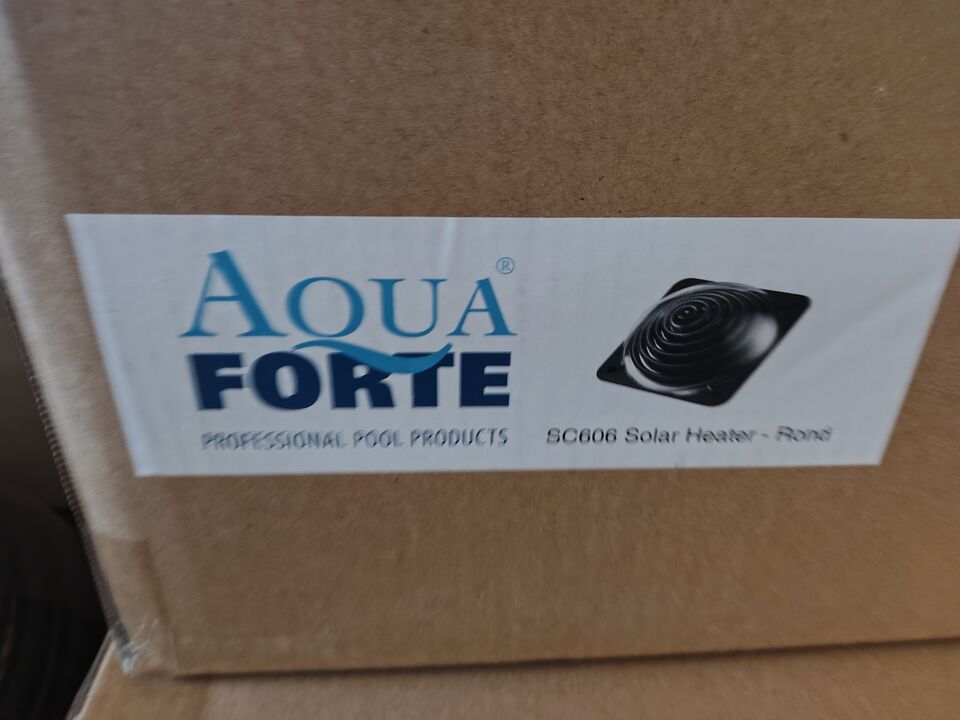 AQUA®
FORTE
PROFESSIONAL POOL PRODUCTS
SC606 Solar Heater - Rond